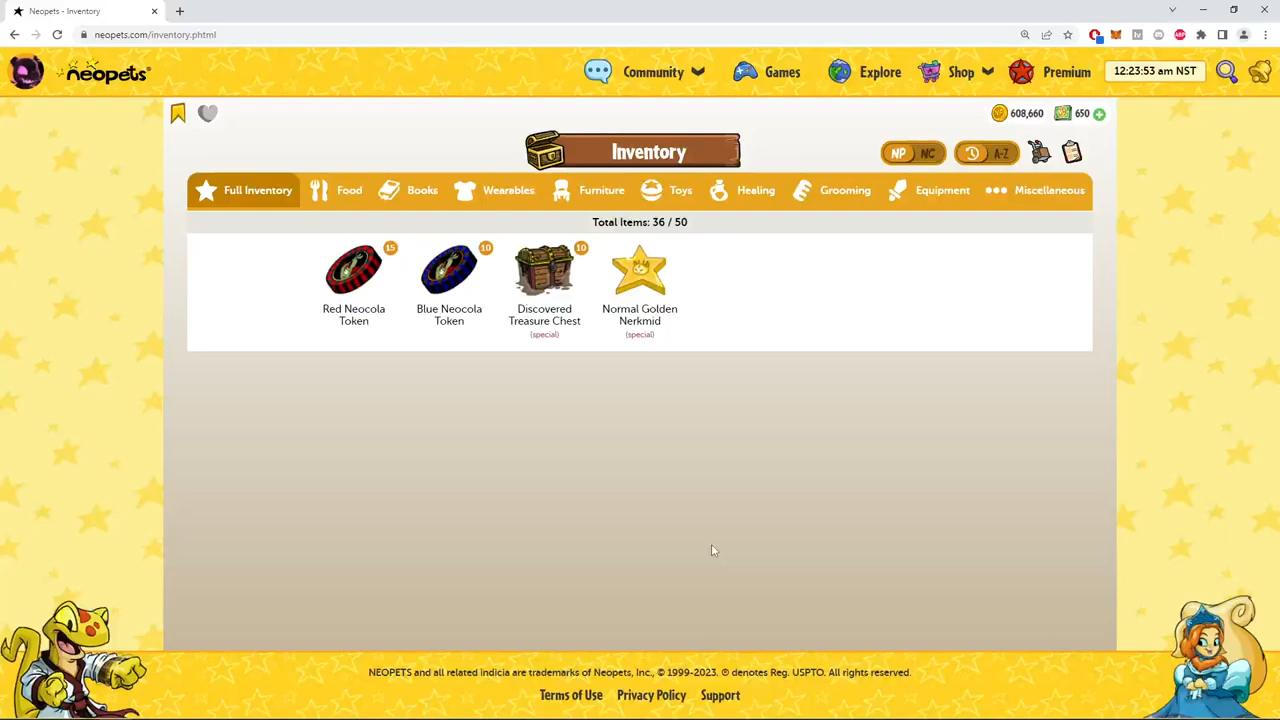 Neopets - Inventory
neopets.com/inventory.phtml
neopets
Community
Games
Explore
Shop
Premium
12:23:53 am NST
608,660
650
Inventory
NP
NC
A-Z
Full Inventory
Food
Books
Wearables
Furniture
Toys
Healing
Grooming
Equipment
Miscellaneous
Total Items: 36 / 50
15
10
10
Red Neocola
Token
Blue Neocola
Token
Discovered
Treasure Chest
(special)
Normal Golden
Nerkmid
(special)
NEOPETS and all related indicia are trademarks of Neopets, Inc., © 1999-2023. ® denotes Reg. USPTO. All rights reserved.
Terms of Use
Privacy Policy
Support